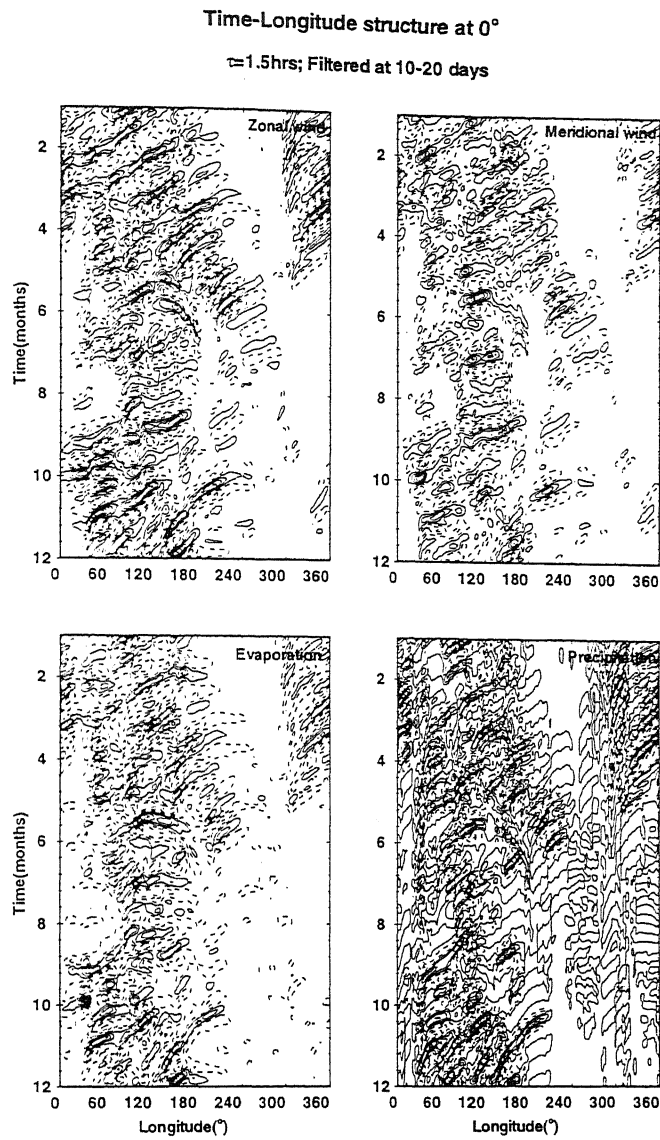 Time-Longitude structure at 0°
τ=1.5hrs; Filtered at 10-20 days
Zonal wind
Meridional wind
2
4
6
8
10
12
Time(months)
2
4
6
8
10
12
0 60 120 180 240 300 360
0 60 120 180 240 300 360
Evaporation
Precipitation
2
4
6
8
10
12
Time(months)
2
4
6
8
10
12
0 60 120 180 240 300 360
0 60 120 180 240 300 360
Longitude(°)
Longitude(°)